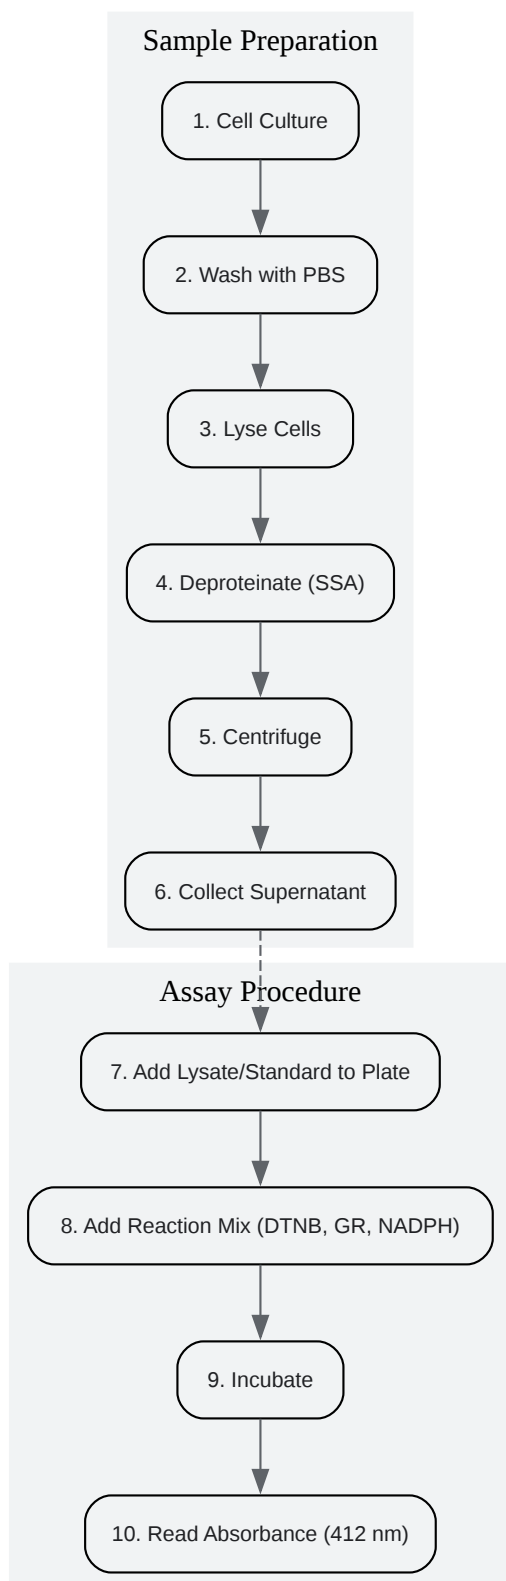 Sample Preparation
1. Cell Culture
2. Wash with PBS
3. Lyse Cells
4. Deproteinate (SSA)
5. Centrifuge
6. Collect Supernatant
Assay Procedure
7. Add Lysate/Standard to Plate
8. Add Reaction Mix (DTNB, GR, NADPH)
9. Incubate
10. Read Absorbance (412 nm)